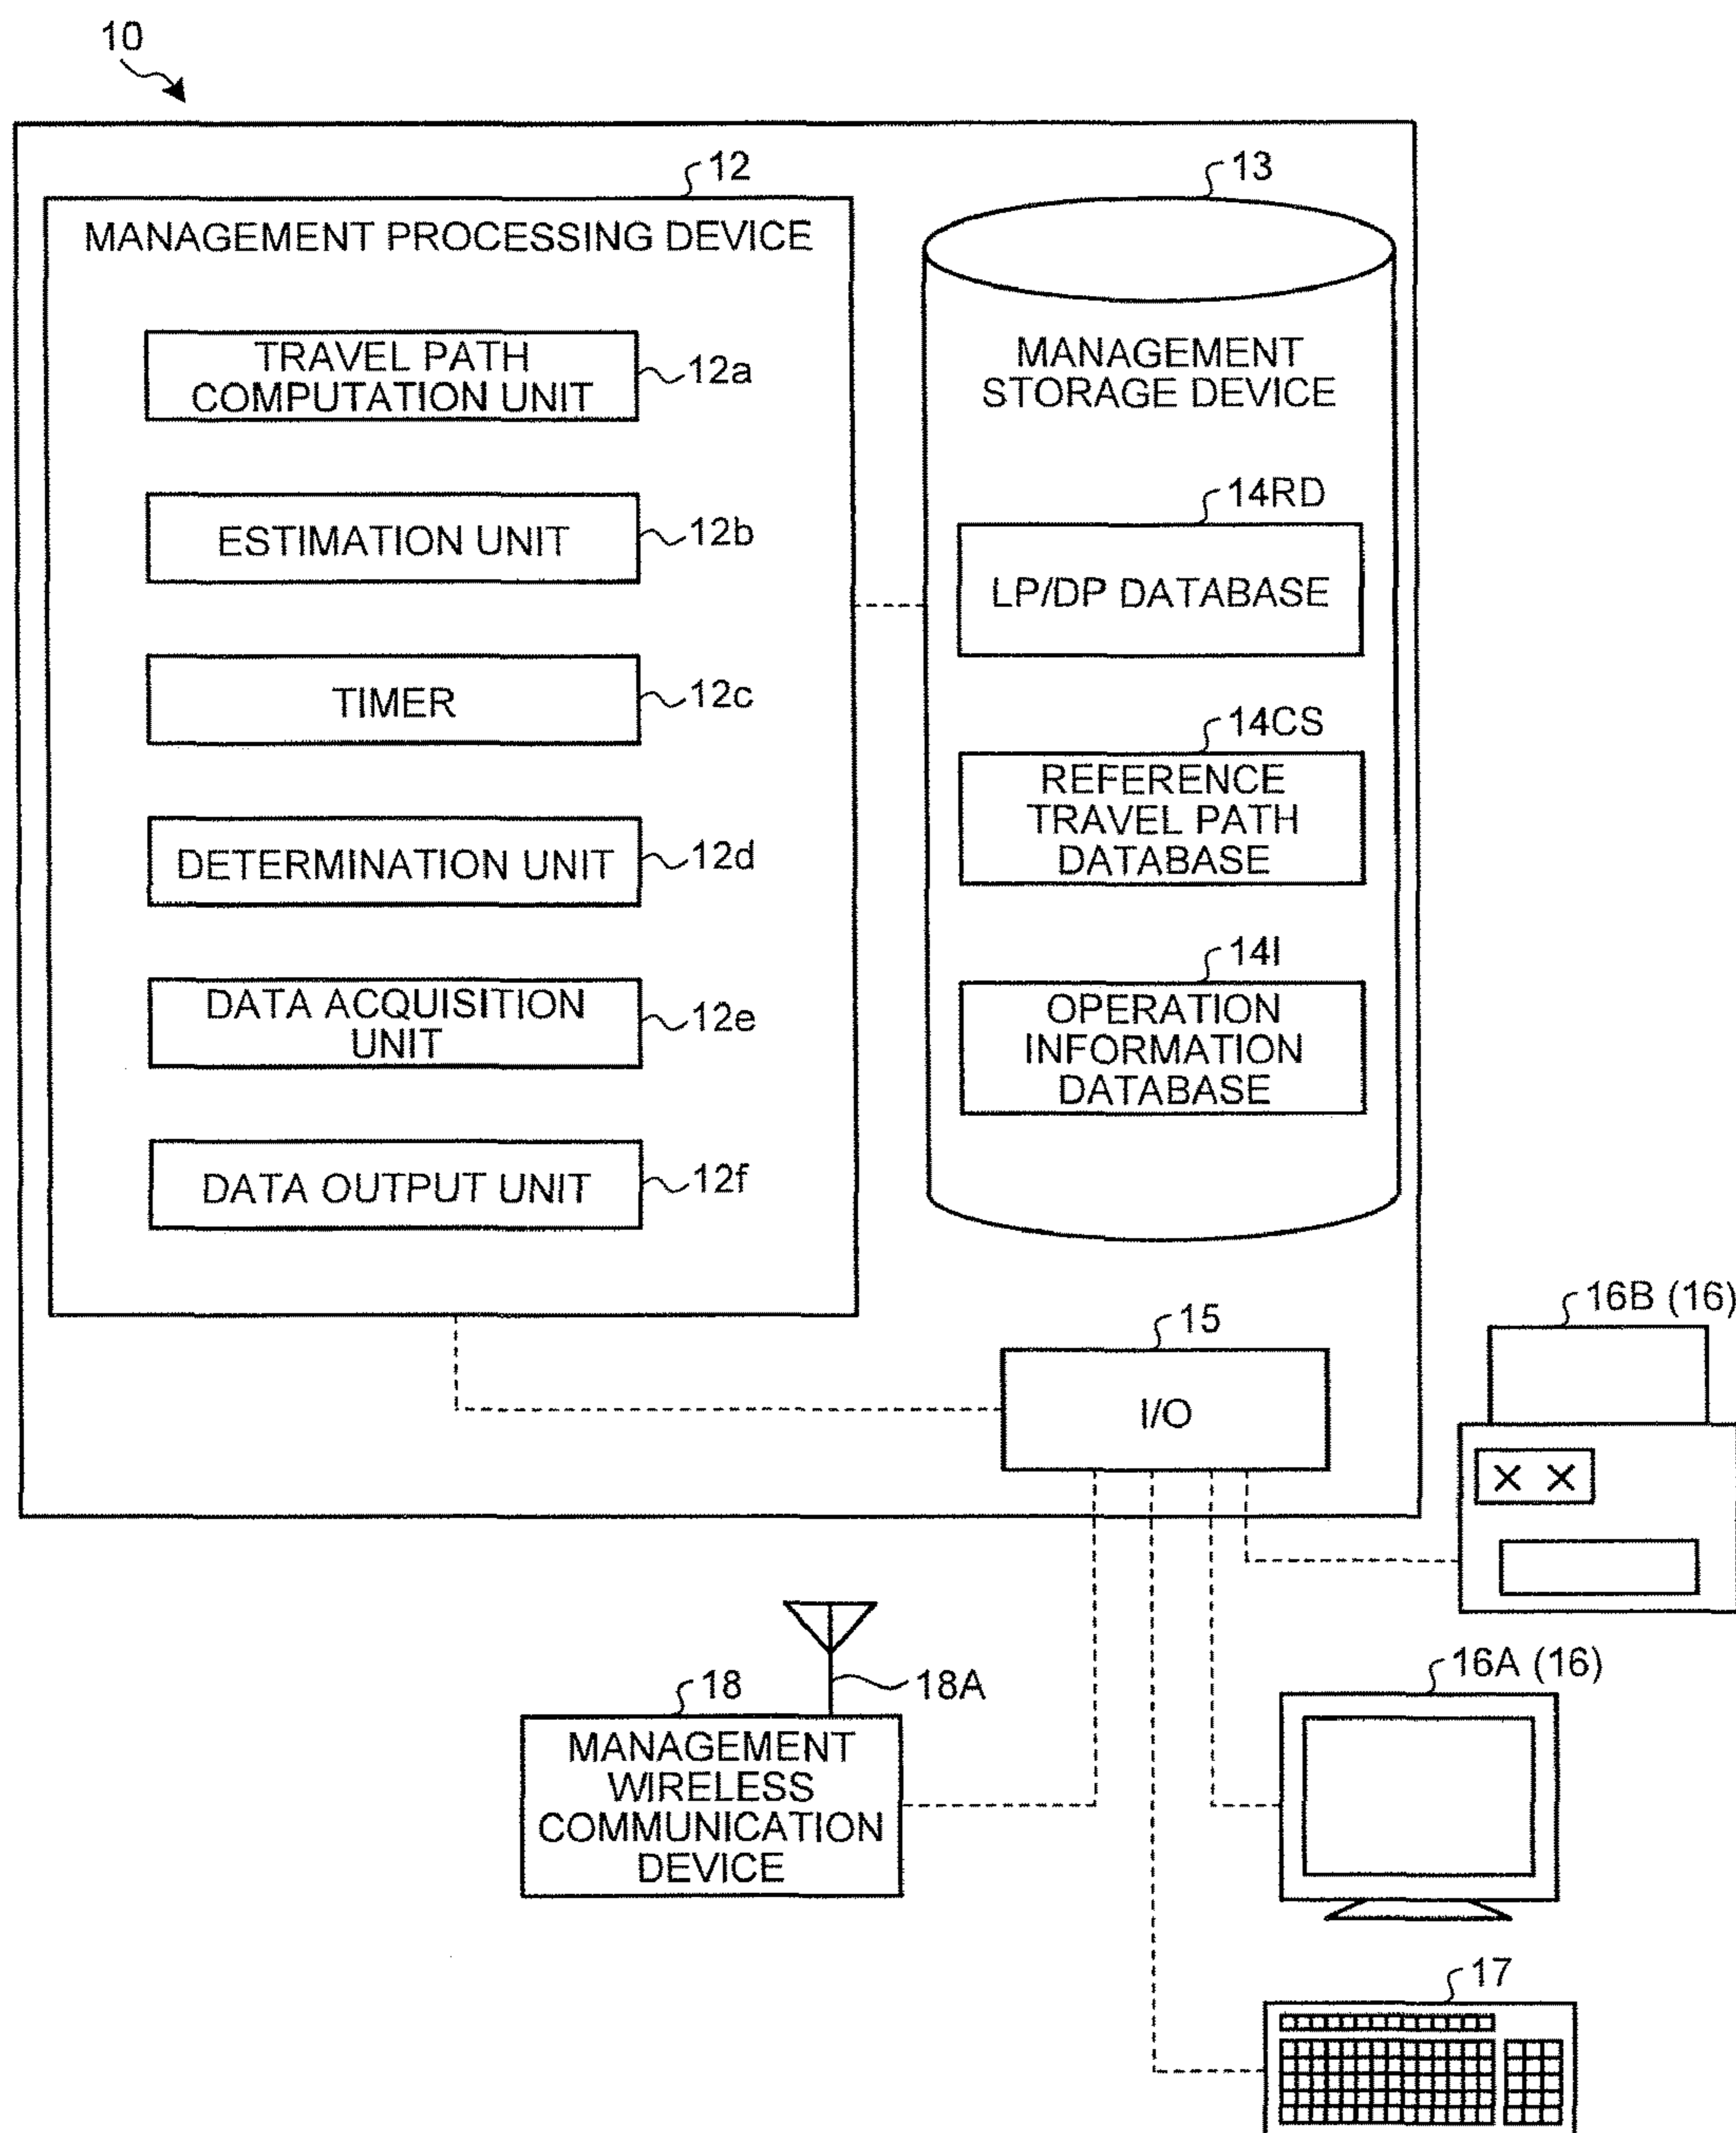 10
12
MANAGEMENT PROCESSING DEVICE
TRAVEL PATH
COMPUTATION UNIT
12a
ESTIMATION UNIT
12b
TIMER
12c
DETERMINATION UNIT
12d
DATA ACQUISITION
UNIT
12e
DATA OUTPUT UNIT
12f
13
MANAGEMENT
STORAGE DEVICE
14RD
LP/DP DATABASE
14CS
REFERENCE
TRAVEL PATH
DATABASE
14I
OPERATION
INFORMATION
DATABASE
15
I/O
16B (16)
18
18A
MANAGEMENT
WIRELESS
COMMUNICATION
DEVICE
16A (16)
17